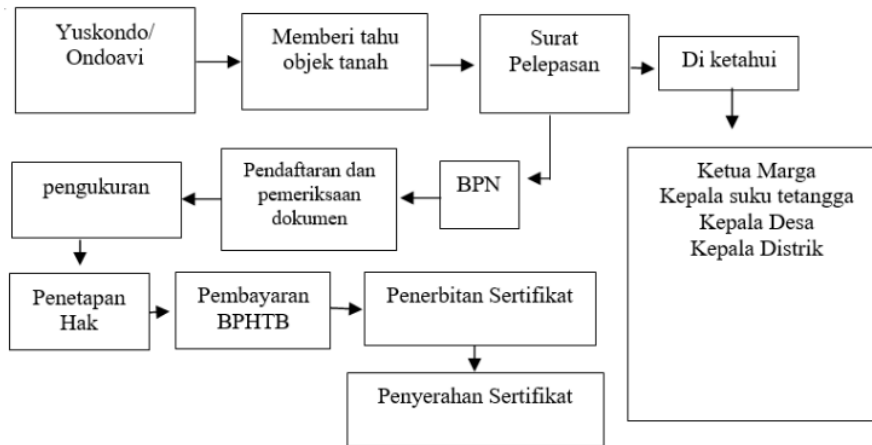 Yuskondo/
Ondoavi
Memberi tahu
objek tanah
Surat
Pelepasan
Di ketahui
Ketua Marga
Kepala suku tetangga
Kepala Desa
Kepala Distrik
BPN
Pendaftaran dan
pemeriksaan
dokumen
pengukuran
Penetapan
Hak
Pembayaran
BPHTB
Penerbitan Sertifikat
Penyerahan Sertifikat